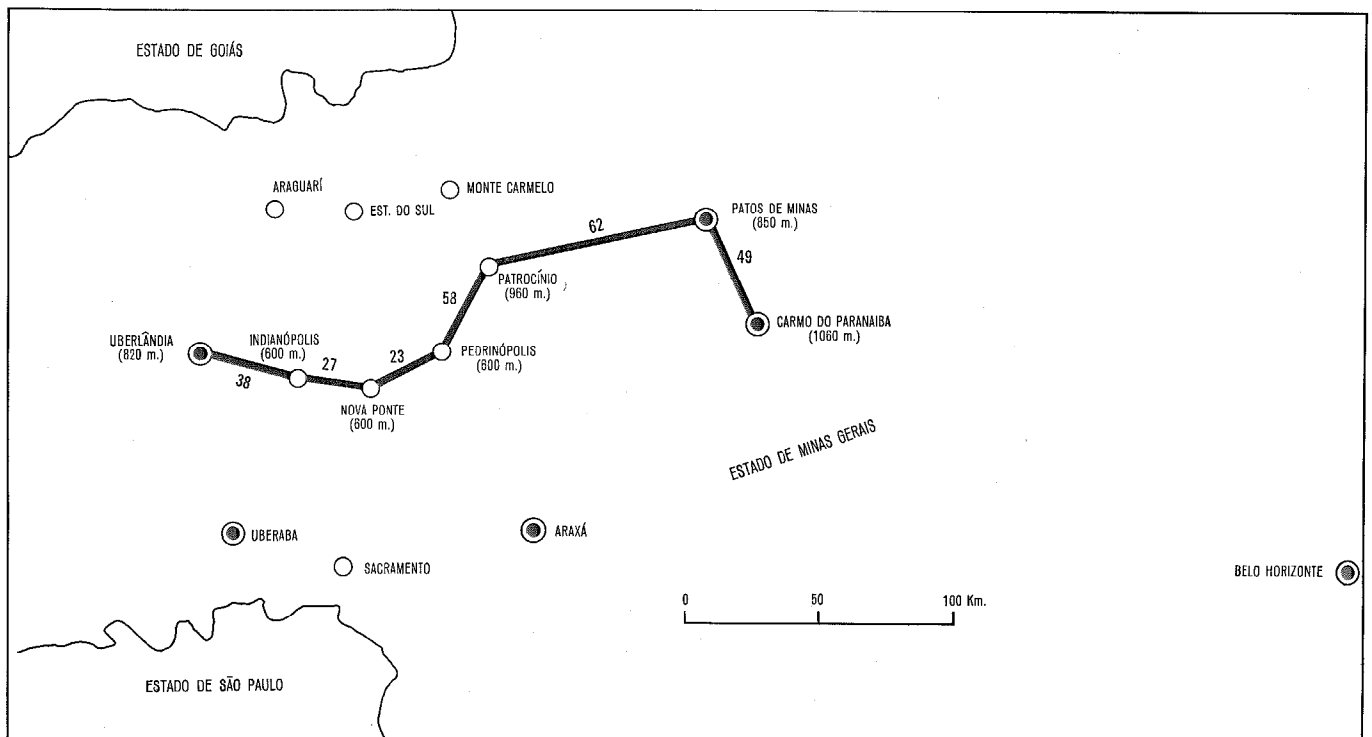 ESTADO DE GOIÁS
ARAGUARÍ
EST. DO SUL
MONTE CARMELO
62
PATOS DE MINAS
(850 m.)
49
PATROCÍNIO
(960 m.)
58
CARMO DO PARANAIBA
(1060 m.)
UBERLÂNDIA
(820 m.)
INDIANÓPOLIS
(600 m.)
38
27
23
PEDRINÓPOLIS
(600 m.)
NOVA PONTE
(600 m.)
ESTADO DE MINAS GERAIS
UBERABA
ARAXÁ
SACRAMENTO
BELO HORIZONTE
0 50 100 Km.
ESTADO DE SÃO PAULO